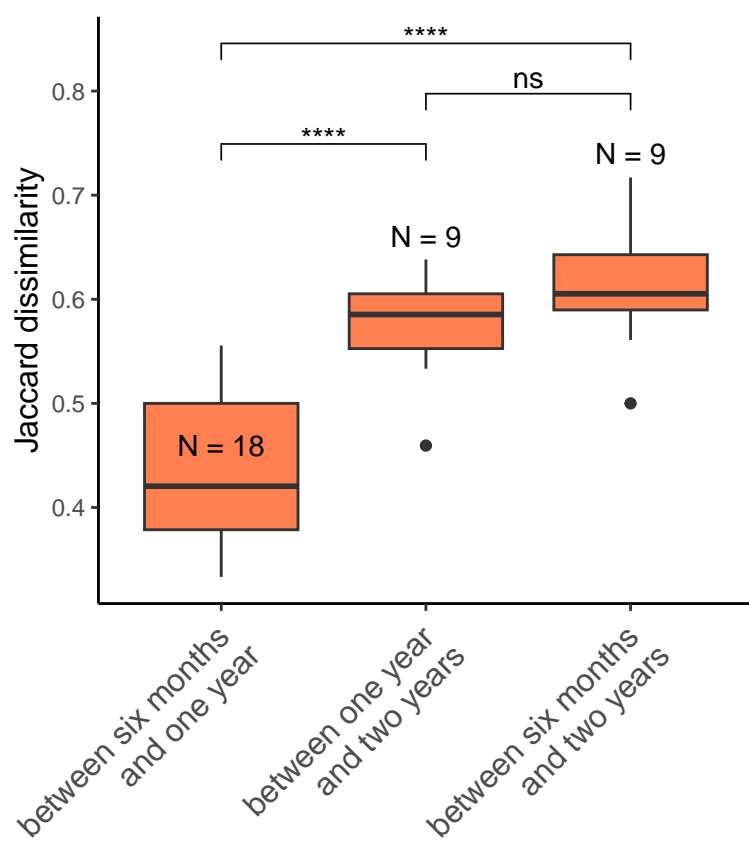 ****
ns
****
N = 9
N = 9
N = 18
Jaccard dissimilarity
0.8
0.7
0.6
0.5
0.4
between six months
and one year
between one year
and two years
between six months
and two years